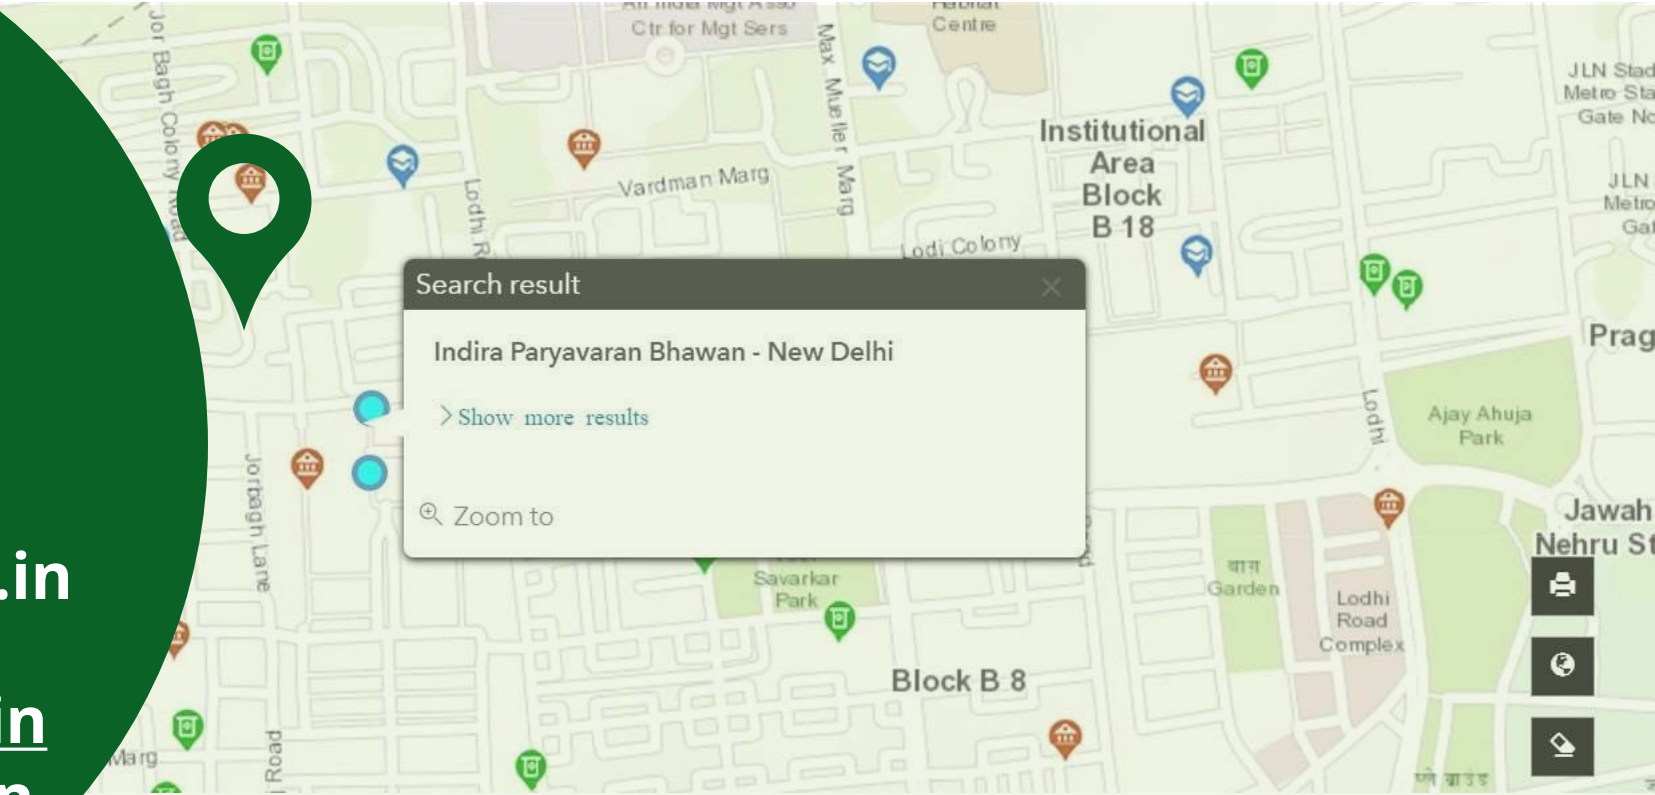 .in
in
Ctr for Mgt Sers
Centre
Jor Bagh Colony Road
Max Mueller Marg
Vardman Marg
Lodhi
Lodi Colony
Institutional
Area
Block
B 18
JLN Stad
Metro Sta
Gate No
JLN
Metro
Gat
Search result
Indira Paryavaran Bhawan - New Delhi
Show more results
Zoom to
Prag
Ajay Ahuja
Park
Lodhi
Jorbagh Lane
Jawah
Nehru St
Savarkar
Park
बाग
Garden
Lodhi
Road
Complex
Block B 8
Marg
Road